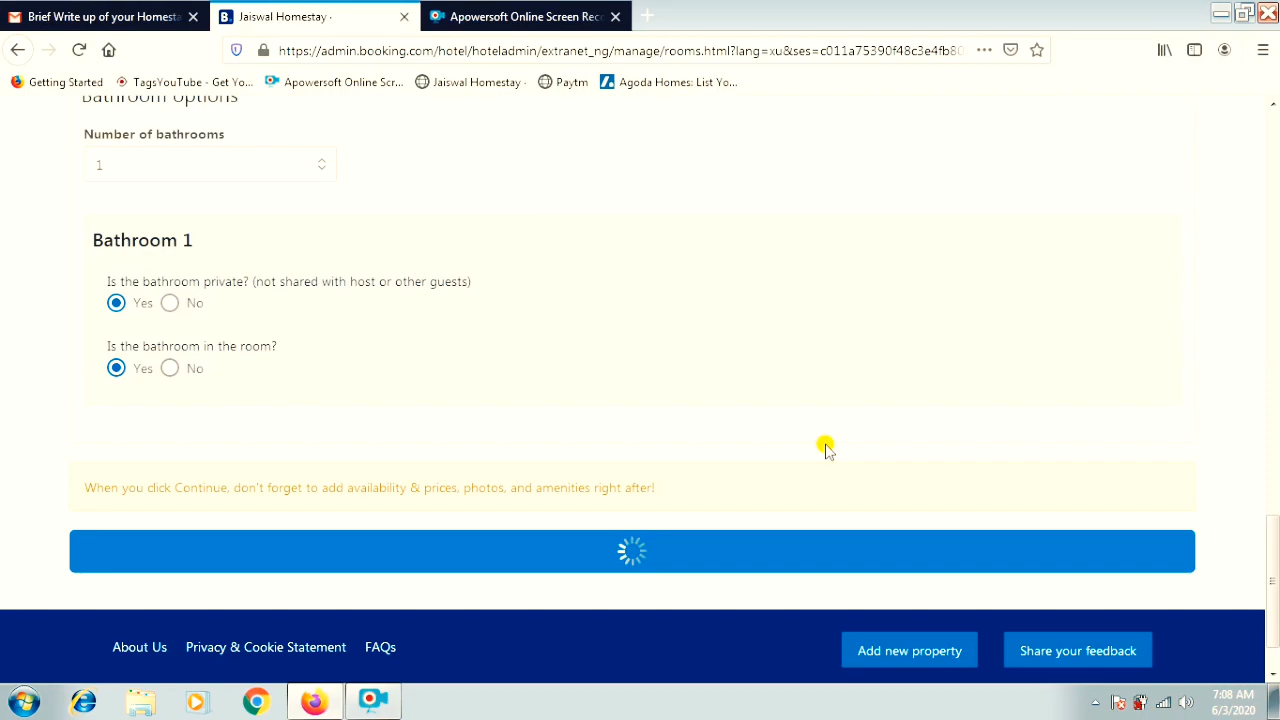 Brief Write up of your Homesta
Jaiswal Homestay ·
Apowersoft Online Screen Rec
https://admin.booking.com/hotel/hoteladmin/extranet_ng/manage/rooms.html?lang=xu&ses=c011a75390f48c3e4fb80
Getting Started
TagsYouTube - Get Yo...
Apowersoft Online Scr...
Jaiswal Homestay ·
Paytm
Agoda Homes: List Yo...
Bathroom options
Number of bathrooms
1
Bathroom 1
Is the bathroom private? (not shared with host or other guests)
Yes No
Is the bathroom in the room?
Yes No
When you click Continue, don't forget to add availability & prices, photos, and amenities right after!
About Us Privacy & Cookie Statement FAQs
Add new property
Share your feedback
7:08 AM
6/3/2020